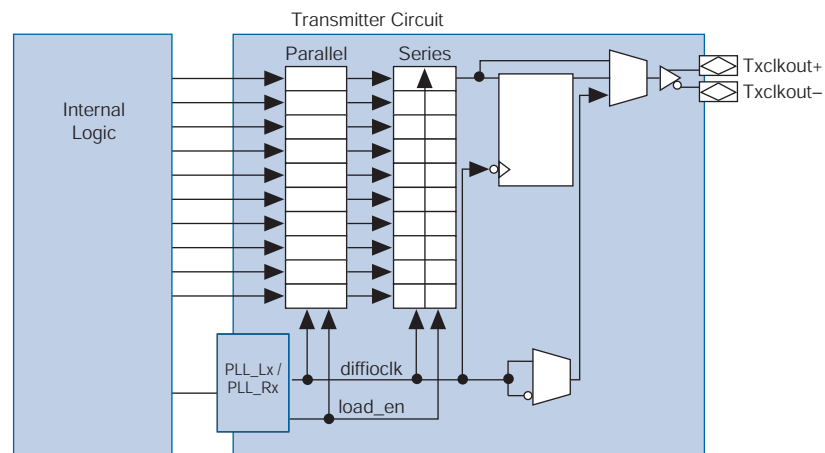 Transmitter Circuit
Parallel
Series
Txclkout+
Txclkout–
Internal
Logic
PLL_Lx /
PLL_Rx
diffioclk
load_en